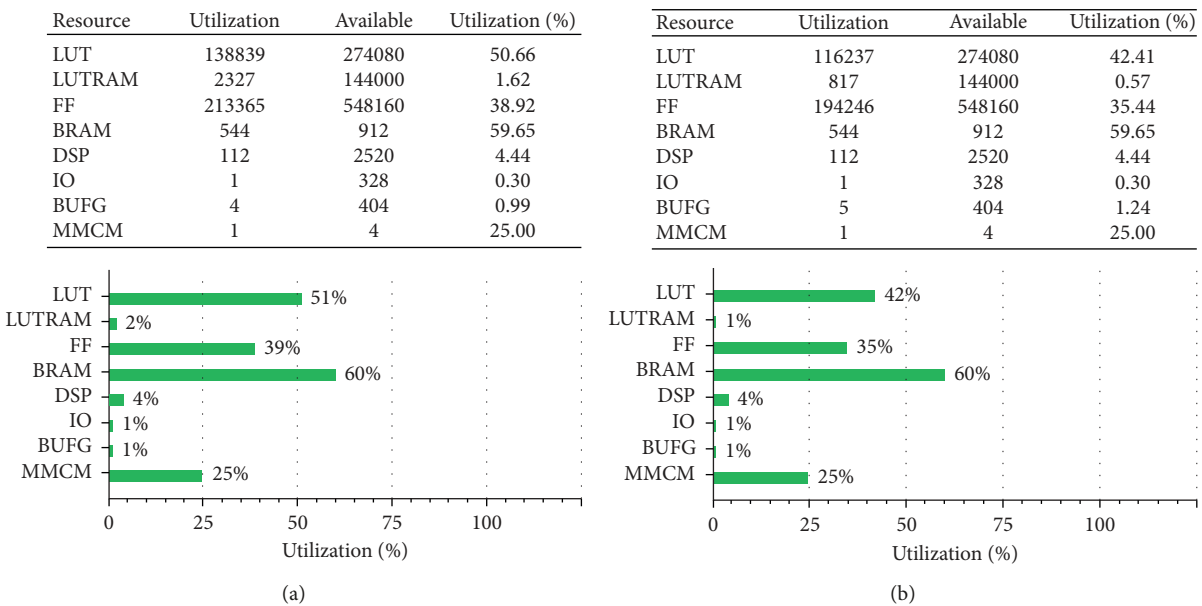 Resource Utilization Available Utilization (%)
LUT 138839 274080 50.66
LUTRAM 2327 144000 1.62
FF 213365 548160 38.92
BRAM 544 912 59.65
DSP 112 2520 4.44
IO 1 328 0.30
BUFG 4 404 0.99
MMCM 1 4 25.00
LUT 51%
LUTRAM 2%
FF 39%
BRAM 60%
DSP 4%
IO 1%
BUFG 1%
MMCM 25%
0 25 50 75 100
Utilization (%)
(a)
Resource Utilization Available Utilization (%)
LUT 116237 274080 42.41
LUTRAM 817 144000 0.57
FF 194246 548160 35.44
BRAM 544 912 59.65
DSP 112 2520 4.44
IO 1 328 0.30
BUFG 5 404 1.24
MMCM 1 4 25.00
LUT 42%
LUTRAM 1%
FF 35%
BRAM 60%
DSP 4%
IO 1%
BUFG 1%
MMCM 25%
0 25 50 75 100
Utilization (%)
(b)